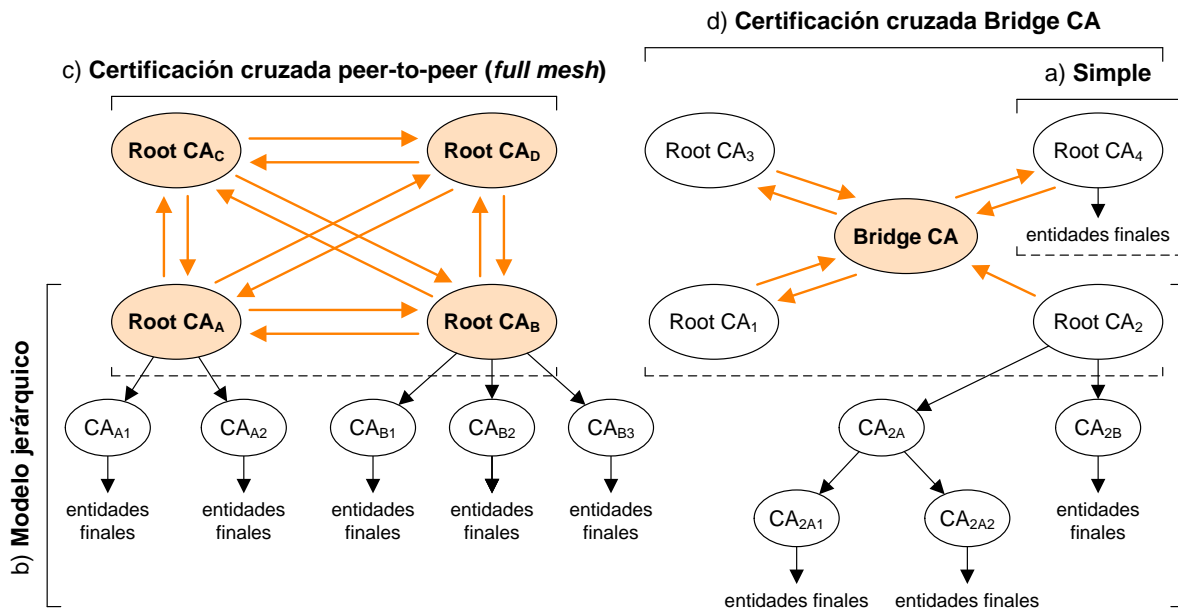 d) Certificación cruzada Bridge CA
c) Certificación cruzada peer-to-peer (full mesh)
a) Simple
Root CAC
Root CAD
Root CA3
Root CA4
Bridge CA
entidades finales
Root CAA
Root CAB
Root CA1
Root CA2
b) Modelo jerárquico
CAA1
CAA2
CAB1
CAB2
CAB3
CA2A
CA2B
entidades
finales
entidades
finales
entidades
finales
entidades
finales
entidades
finales
CA2A1
CA2A2
entidades
finales
entidades finales
entidades finales